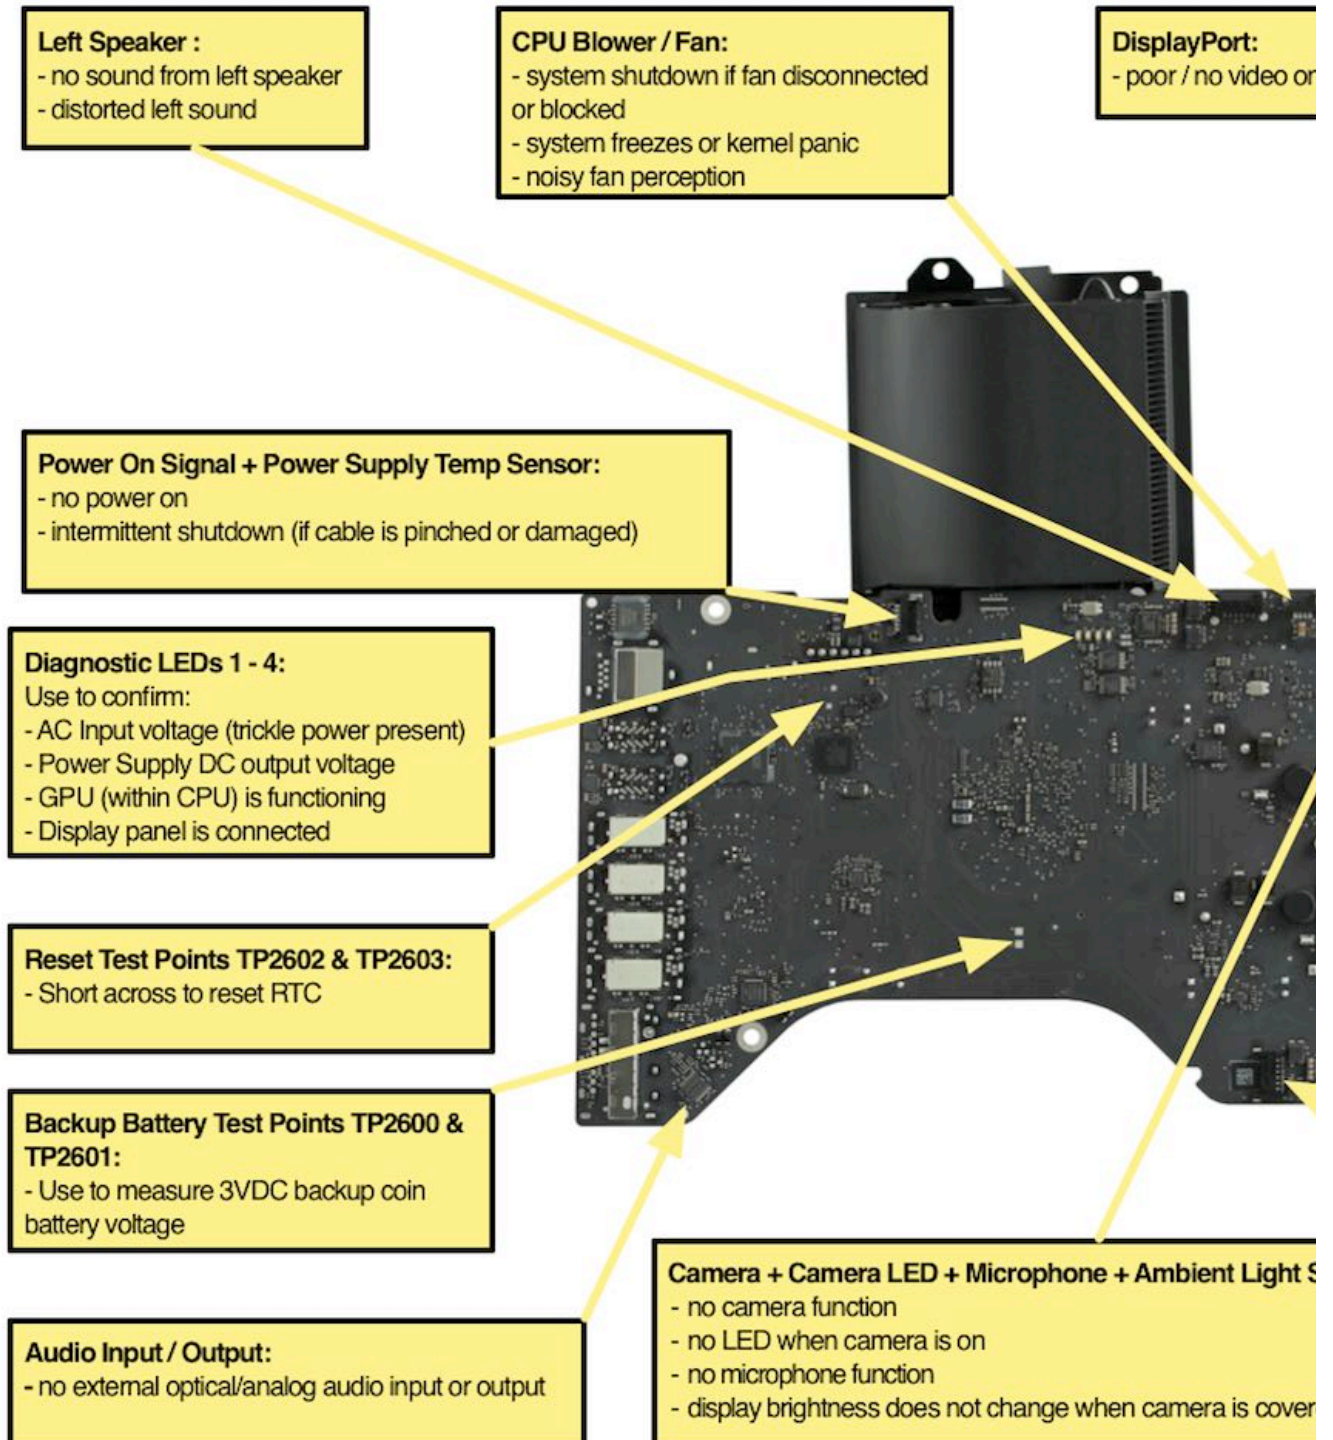 Left Speaker :
- no sound from left speaker
- distorted left sound
CPU Blower / Fan:
- system shutdown if fan disconnected
or blocked
- system freezes or kernel panic
- noisy fan perception
DisplayPort:
- poor / no video on
Power On Signal + Power Supply Temp Sensor:
- no power on
- intermittent shutdown (if cable is pinched or damaged)
Diagnostic LEDs 1 - 4:
Use to confirm:
- AC Input voltage (trickle power present)
- Power Supply DC output voltage
- GPU (within CPU) is functioning
- Display panel is connected
Reset Test Points TP2602 & TP2603:
- Short across to reset RTC
Backup Battery Test Points TP2600 &
TP2601:
- Use to measure 3VDC backup coin
battery voltage
Audio Input / Output:
- no external optical/analog audio input or output
Camera + Camera LED + Microphone + Ambient Light
- no camera function
- no LED when camera is on
- no microphone function
- display brightness does not change when camera is cover